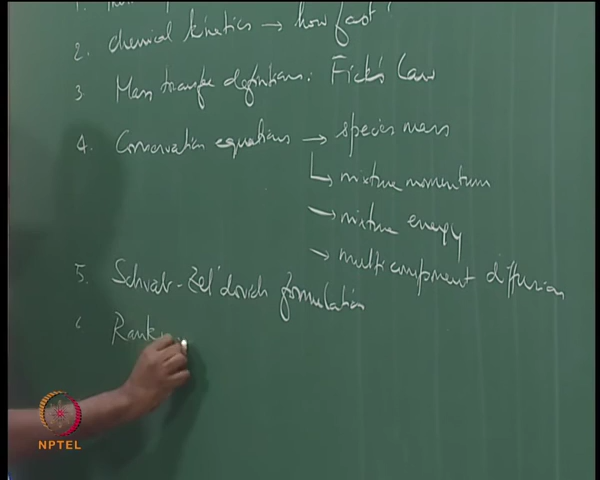 1.
2. Chemical kinetics → how fast?
3. Mass transfer definitions. Fick's Law
4. Conservation equations → species mass
→ mixture momentum
→ mixture energy
→ multicomponent diffusion
5. Schvab-Zel'dovich formulation
Rank
NPTEL